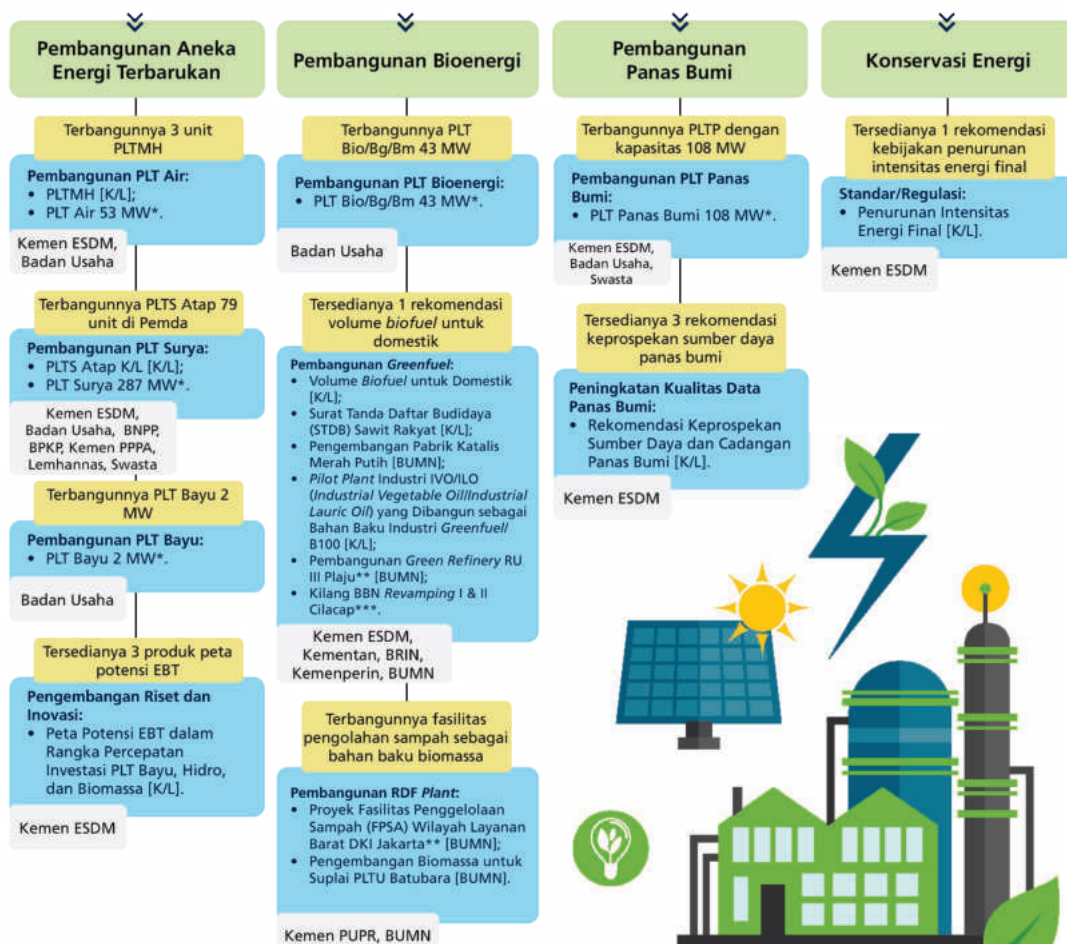 Pembangunan Aneka
Energi Terbarukan
Terbangunnya 3 unit
PLTMH
Pembangunan PLT Air:
• PLTMH [K/L];
• PLT Air 53 MW*.
Kemen ESDM,
Badan Usaha
Terbangunnya PLTS Atap 79
unit di Pemda
Pembangunan PLT Surya:
• PLTS Atap K/L [K/L];
• PLT Surya 287 MW*.
Kemen ESDM,
Badan Usaha, BNPP,
BPKP, Kemen PPPA,
Lemhannas, Swasta
Terbangunnya PLT Bayu 2
MW
Pembangunan PLT Bayu:
• PLT Bayu 2 MW*.
Badan Usaha
Tersedianya 3 produk peta
potensi EBT
Pengembangan Riset dan
Inovasi:
• Peta Potensi EBT dalam
Rangka Percepatan
Investasi PLT Bayu, Hidro,
dan Biomassa [K/L].
Kemen ESDM
Pembangunan Bioenergi
Terbangunnya PLT
Bio/Bg/Bm 43 MW
Pembangunan PLT Bioenergi:
• PLT Bio/Bg/Bm 43 MW*.
Badan Usaha
Tersedianya 1 rekomendasi
volume biofuel untuk
domestik
Pembangunan Greenfuel:
• Volume Biofuel untuk Domestik
[K/L];
• Surat Tanda Daftar Budidaya
(STDB) Sawit Rakyat [K/L];
• Pengembangan Pabrik Katalis
Merah Putih [BUMN];
• Pilot Plant Industri IVO/ILO
(Industrial Vegetable Oil/Industrial
Lauric Oil) yang Dibangun sebagai
Bahan Baku Industri Greenfuel/
B100 [K/L];
• Pembangunan Green Refinery RU
III Plaju** [BUMN];
• Kilang BBN Revamping I & II
Cilacap***.
Kemen ESDM,
Kementan, BRIN,
Kemenperin, BUMN
Terbangunnya fasilitas
pengolahan sampah sebagai
bahan baku biomassa
Pembangunan RDF Plant:
• Proyek Fasilitas Penggelolaan
Sampah (FPSA) Wilayah Layanan
Barat DKI Jakarta** [BUMN];
• Pengembangan Biomassa untuk
Suplai PLTU Batubara [BUMN].
Kemen PUPR, BUMN
Pembangunan
Panas Bumi
Terbangunnya PLTP dengan
kapasitas 108 MW
Pembangunan PLT Panas
Bumi:
• PLT Panas Bumi 108 MW*.
Kemen ESDM,
Badan Usaha,
Swasta
Tersedianya 3 rekomendasi
keprospekan sumber daya
panas bumi
Peningkatan Kualitas Data
Panas Bumi:
• Rekomendasi Keprospekan
Sumber Daya dan Cadangan
Panas Bumi [K/L].
Kemen ESDM
Konservasi Energi
Tersedianya 1 rekomendasi
kebijakan penurunan
intensitas energi final
Standar/Regulasi:
• Penurunan Intensitas
Energi Final [K/L].
Kemen ESDM